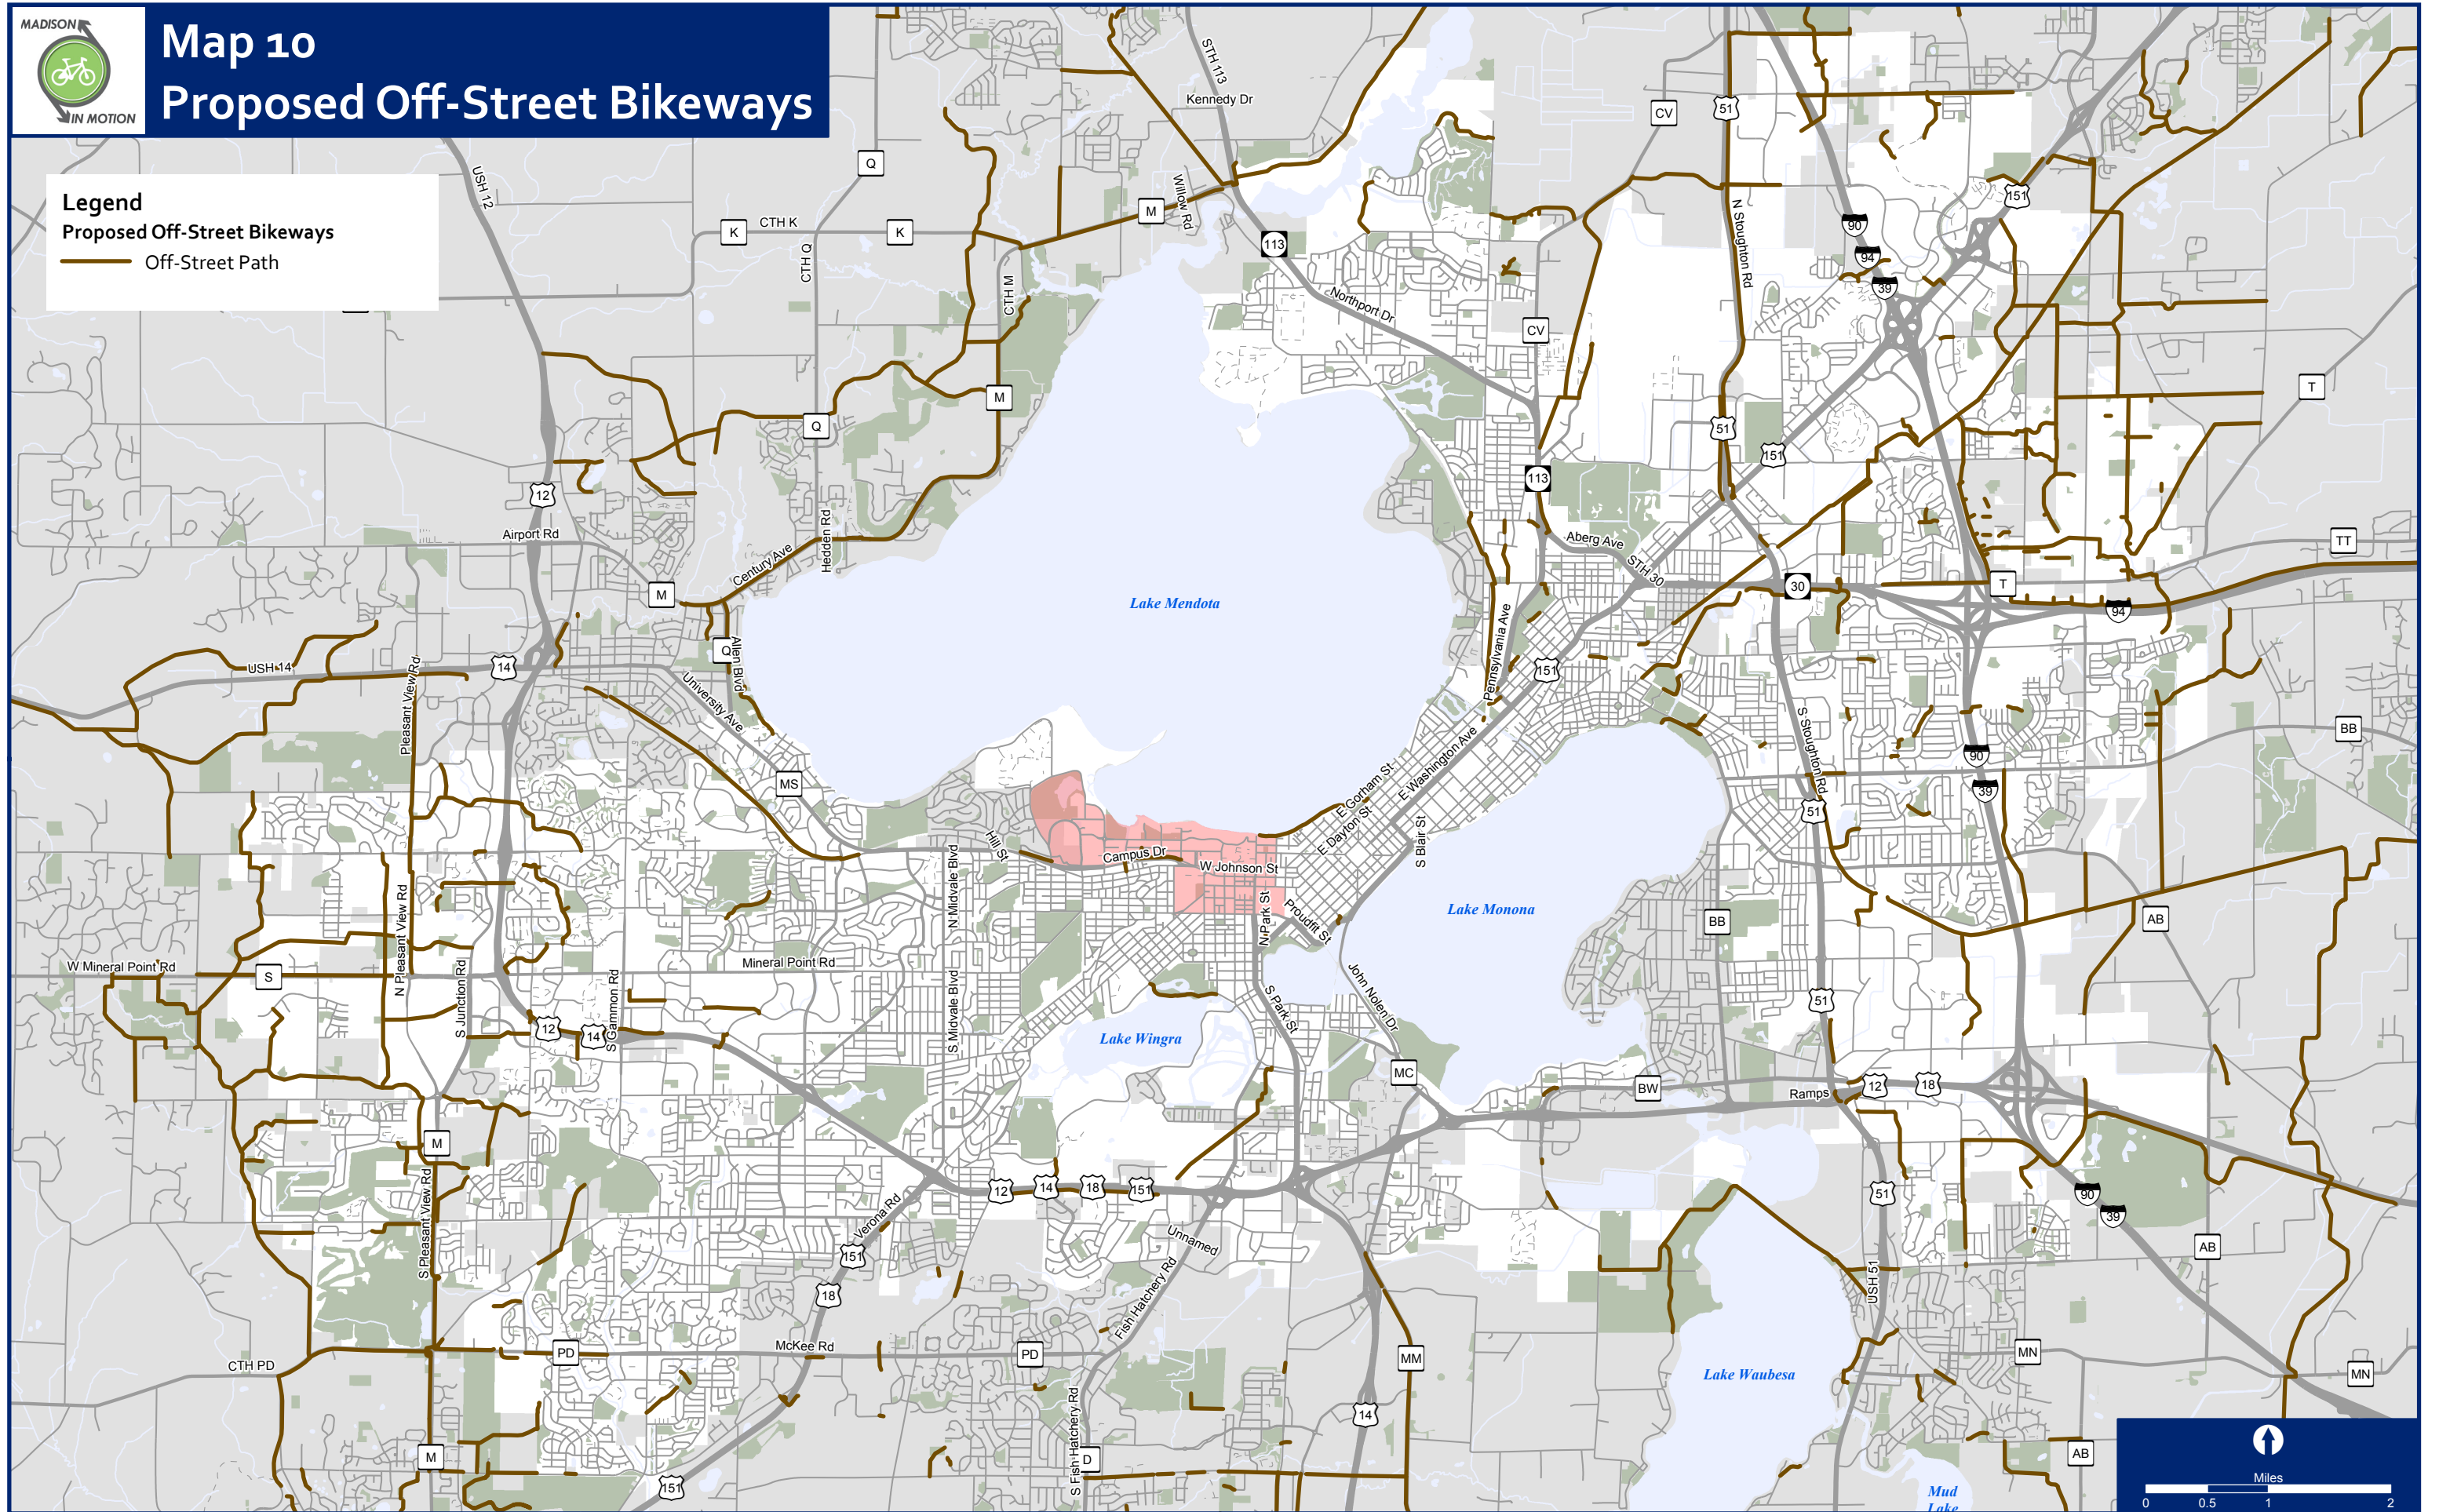 MADISON
IN MOTION
Map 10
Proposed Off-Street Bikeways
Legend
Proposed Off-Street Bikeways
Off-Street Path
STH 113
Kennedy Dr
CV
51
Q
USH 12
Willow Rd
M
151
K
CTH K
K
CTH Q
N Stoughton Rd
90
113
94
39
CTH M
Northport Dr
CV
T
M
Q
51
151
113
12
Airport Rd
Hedden Rd
Century Ave
Aberg Ave
STH 30
TT
M
30
T
Lake Mendota
94
Pennsylvania Ave
Q
Allen Blvd
USH 14
14
151
Pleasant View Rd
University Ave
S Stoughton Rd
BB
E Washington Ave
90
MS
E Gorham St
39
51
E Dayton St
S Blair St
Hill St
Campus Dr
W Johnson St
N Midvale Blvd
N Pleasant View Rd
N Park St
Proudfit St
Lake Monona
BB
AB
W Mineral Point Rd
S
Mineral Point Rd
S Junction Rd
S Gammon Rd
S Midvale Blvd
John Nolen Dr
S Park St
51
12
14
Lake Wingra
MC
BW
Ramps
12
18
M
S Pleasant View Rd
12
14
18
151
51
90
39
Verona Rd
Unnamed
151
AB
18
Fish Hatchery Rd
USH 51
McKee Rd
CTH PD
PD
PD
MM
MN
MN
Lake Waubesa
14
S Fish Hatchery Rd
M
D
AB
151
Mud
Lake
Miles
0
0.5
1
2